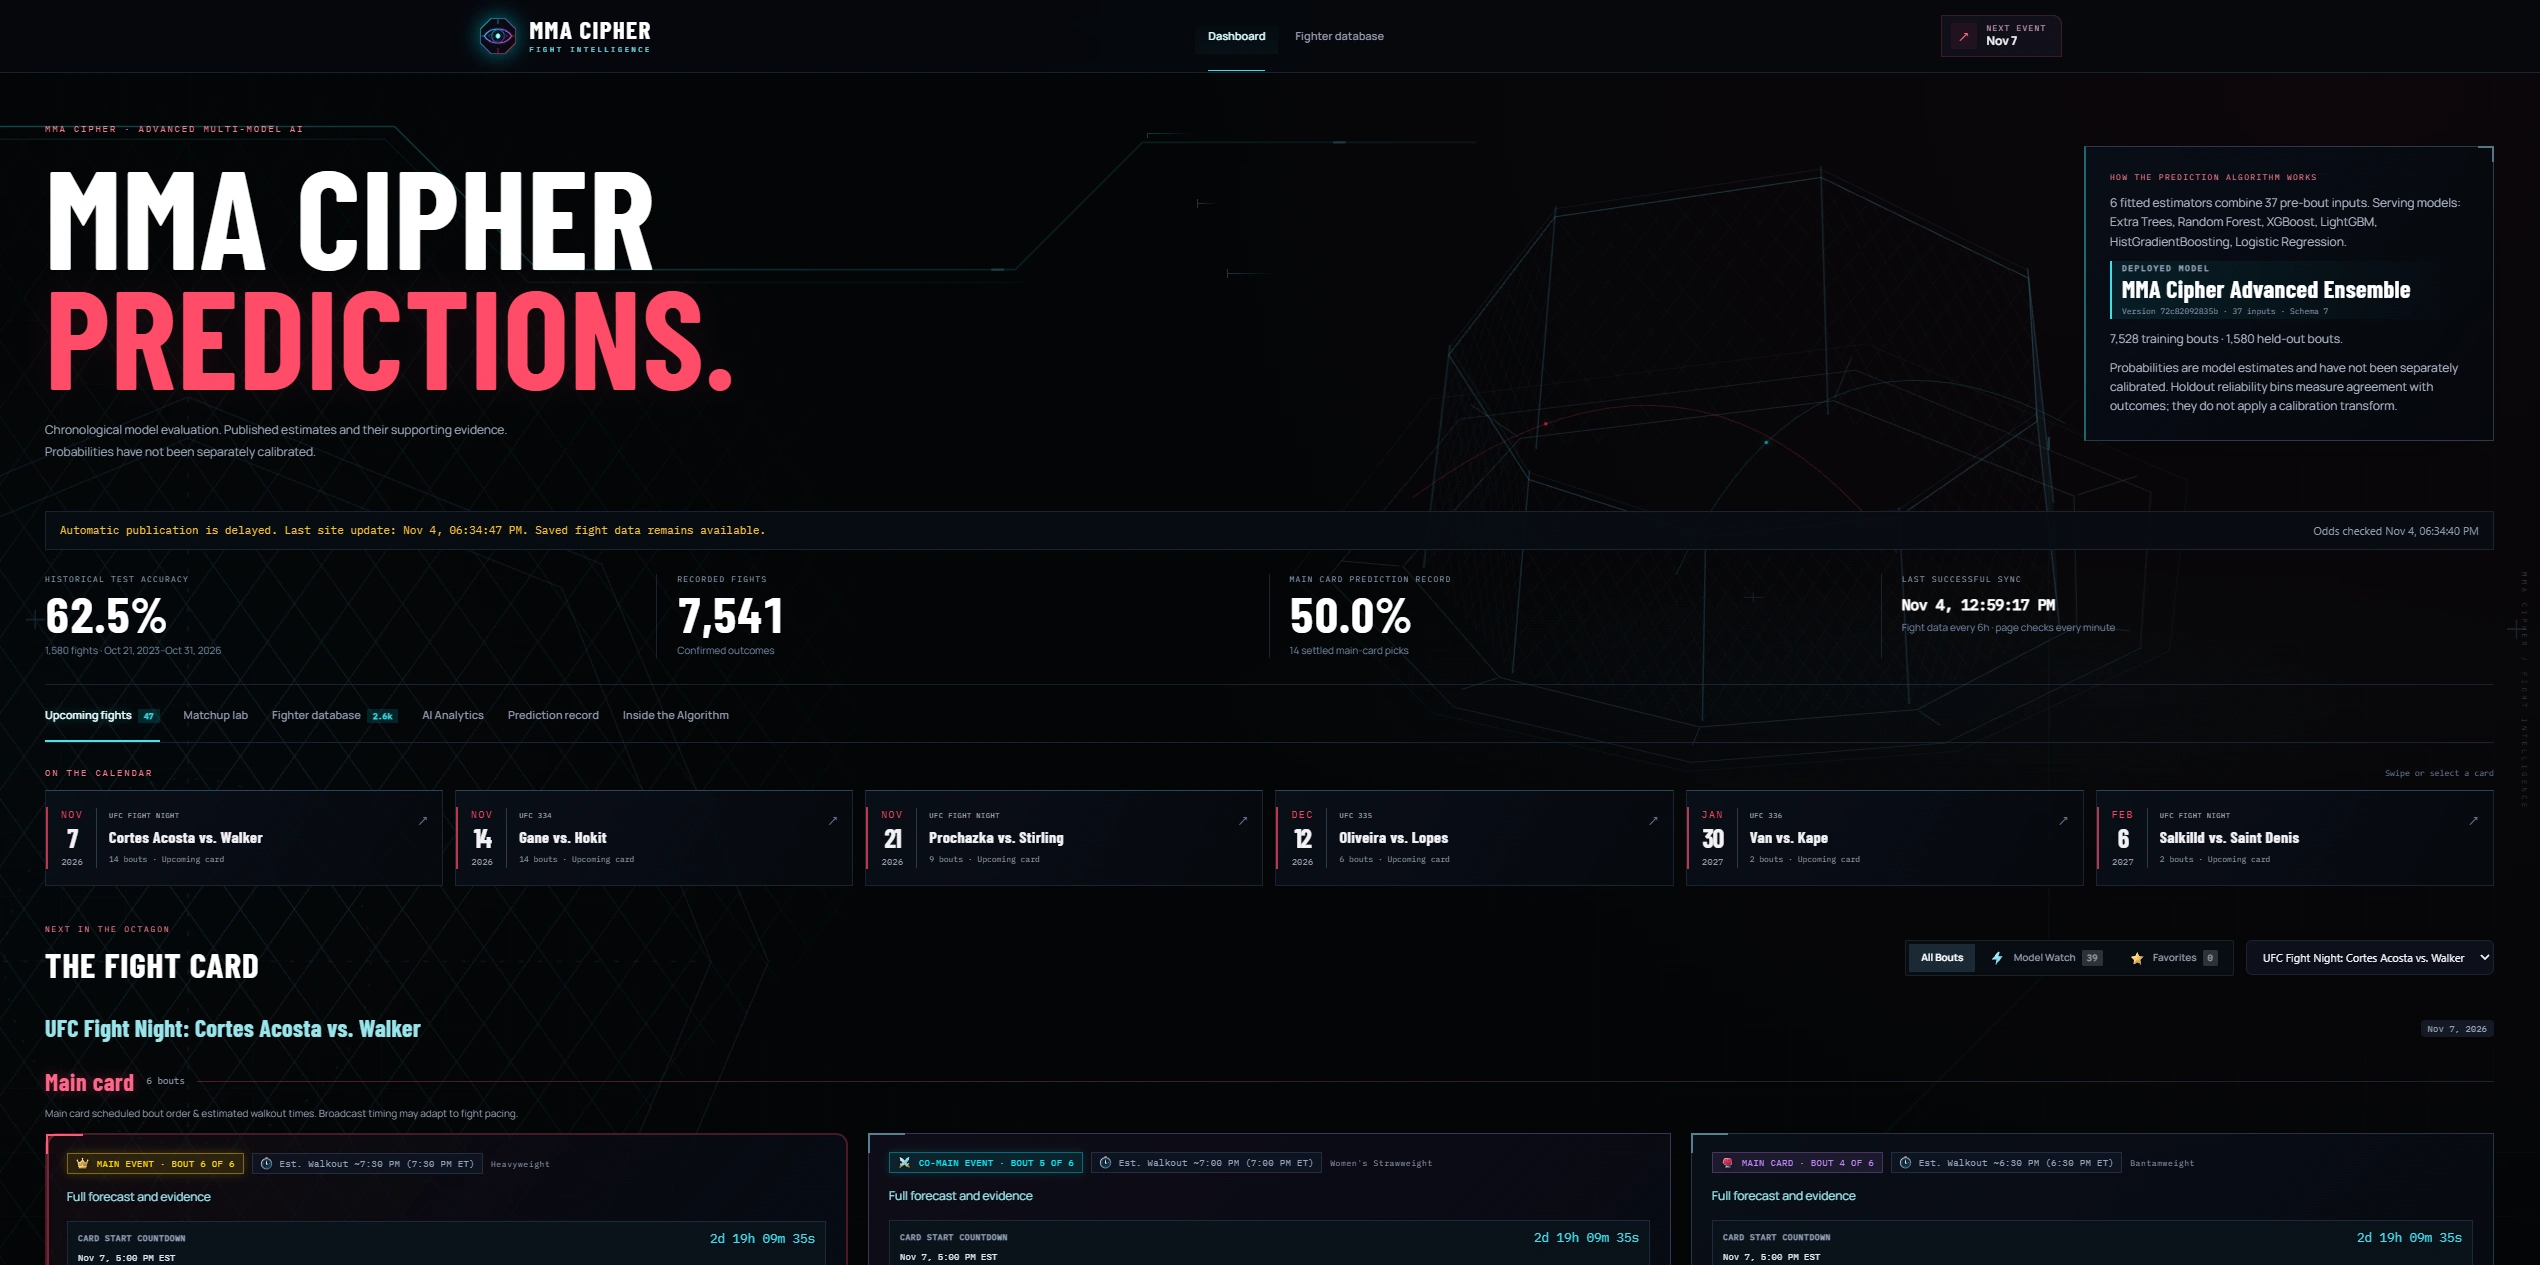 MMA CIPHER
FIGHT INTELLIGENCE
Dashboard
Fighter database
NEXT EVENT
Nov 7
MMA CIPHER · ADVANCED MULTI-MODEL AI
MMA CIPHER
PREDICTIONS.
Chronological model evaluation. Published estimates and their supporting evidence.
Probabilities have not been separately calibrated.
HOW THE PREDICTION ALGORITHM WORKS
6 fitted estimators combine 37 pre-bout inputs. Serving models:
Extra Trees, Random Forest, XGBoost, LightGBM,
HistGradientBoosting, Logistic Regression.
DEPLOYED MODEL
MMA Cipher Advanced Ensemble
Version 72c82092835b · 37 inputs · Schema 7
7,528 training bouts · 1,580 held-out bouts.
Probabilities are model estimates and have not been separately
calibrated. Holdout reliability bins measure agreement with
outcomes; they do not apply a calibration transform.
Automatic publication is delayed. Last site update: Nov 4, 06:34:47 PM. Saved fight data remains available.
Odds checked Nov 4, 06:34:40 PM
HISTORICAL TEST ACCURACY
62.5%
1,580 fights · Oct 21, 2023–Oct 31, 2026
RECORDED FIGHTS
7,541
Confirmed outcomes
MAIN CARD PREDICTION RECORD
50.0%
14 settled main-card picks
LAST SUCCESSFUL SYNC
Nov 4, 12:59:17 PM
Fight data every 6h · page checks every minute
MMA CIPHER / FIGHT INTELLIGENCE
Upcoming fights 47
Matchup lab
Fighter database 2.6k
AI Analytics
Prediction record
Inside the Algorithm
ON THE CALENDAR
Swipe or select a card
NOV
7
2026
UFC FIGHT NIGHT
Cortes Acosta vs. Walker
14 bouts · Upcoming card
↗
NOV
14
2026
UFC 334
Gane vs. Hokit
14 bouts · Upcoming card
↗
NOV
21
2026
UFC FIGHT NIGHT
Prochazka vs. Stirling
9 bouts · Upcoming card
↗
DEC
12
2026
UFC 335
Oliveira vs. Lopes
6 bouts · Upcoming card
↗
JAN
30
2027
UFC 336
Van vs. Kape
2 bouts · Upcoming card
↗
FEB
6
2027
UFC FIGHT NIGHT
Salkilld vs. Saint Denis
2 bouts · Upcoming card
↗
NEXT IN THE OCTAGON
THE FIGHT CARD
All Bouts
Model Watch 39
Favorites 0
UFC Fight Night: Cortes Acosta vs. Walker
UFC Fight Night: Cortes Acosta vs. Walker
Nov 7, 2026
Main card 6 bouts
Main card scheduled bout order & estimated walkout times. Broadcast timing may adapt to fight pacing.
MAIN EVENT · BOUT 6 OF 6
Est. Walkout ~7:30 PM (7:30 PM ET)
Heavyweight
Full forecast and evidence
CARD START COUNTDOWN
2d 19h 09m 35s
Nov 7, 5:00 PM EST
CO-MAIN EVENT · BOUT 5 OF 6
Est. Walkout ~7:00 PM (7:00 PM ET)
Women's Strawweight
Full forecast and evidence
CARD START COUNTDOWN
2d 19h 09m 35s
Nov 7, 5:00 PM EST
MAIN CARD · BOUT 4 OF 6
Est. Walkout ~6:30 PM (6:30 PM ET)
Bantamweight
Full forecast and evidence
CARD START COUNTDOWN
2d 19h 09m 35s
Nov 7, 5:00 PM EST